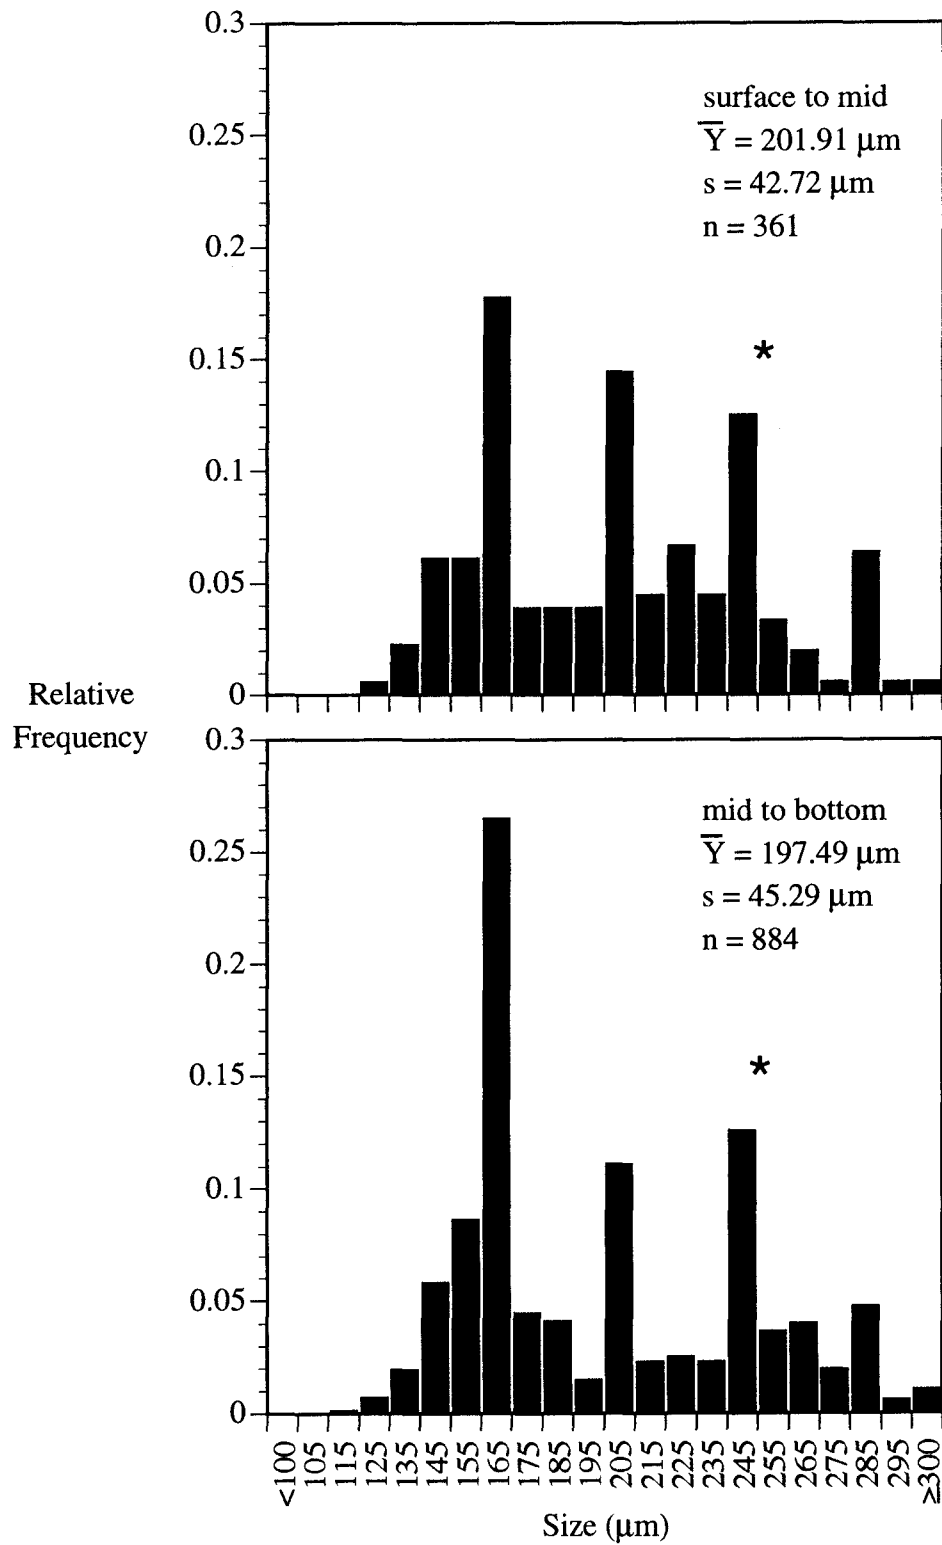 0.3
0.25
0.2
0.15
0.1
0.05
0
surface to mid
Y̅ = 201.91 μm
s = 42.72 μm
n = 361
*
Relative
Frequency
0.3
0.25
0.2
0.15
0.1
0.05
0
mid to bottom
Y̅ = 197.49 μm
s = 45.29 μm
n = 884
*
<100 105 115 125 135 145 155 165 175 185 195 205 215 225 235 245 255 265 275 285 295 ≥300
Size (μm)